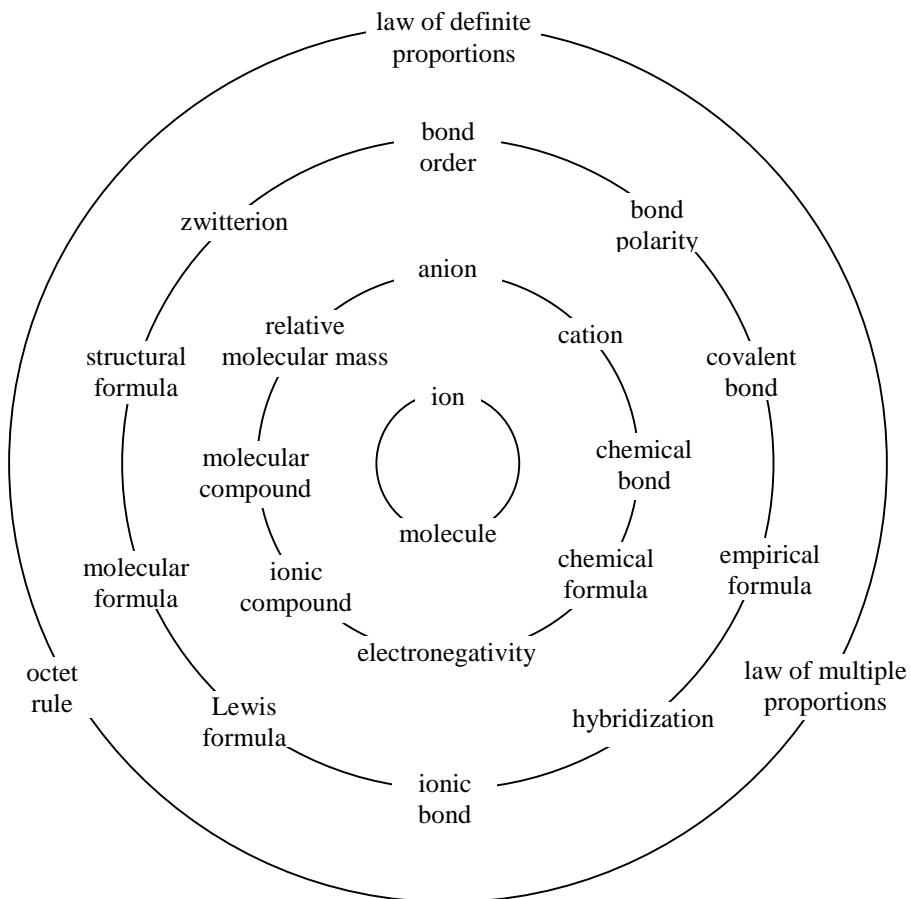 law of definite
proportions
bond
order
zwitterion
bond
polarity
anion
relative
molecular mass
cation
structural
formula
covalent
bond
ion
molecular
compound
chemical
bond
molecule
molecular
formula
ionic
compound
chemical
formula
empirical
formula
electronegativity
octet
rule
law of multiple
proportions
Lewis
formula
hybridization
ionic
bond